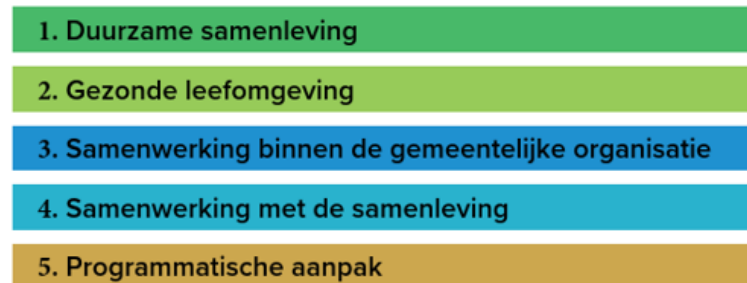 1. Duurzame samenleving
2. Gezonde leefomgeving
3. Samenwerking binnen de gemeentelijke organisatie
4. Samenwerking met de samenleving
5. Programmatische aanpak